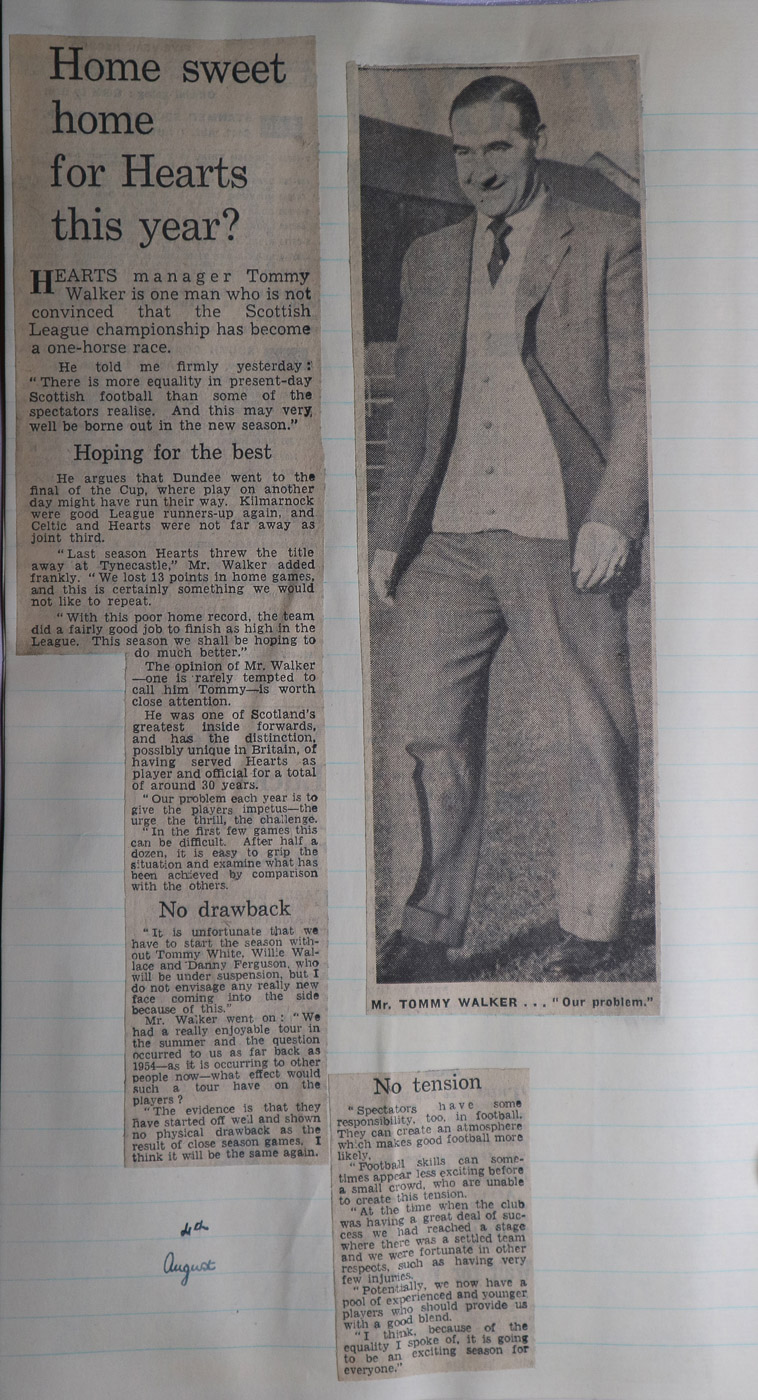 Home sweet
home
for Hearts
this year?
HEARTS manager Tommy
Walker is one man who is not
convinced that the Scottish
League championship has become
a one-horse race.
He told me firmly yesterday:
"There is more equality in present-day
Scottish football than some of the
spectators realise. And this may very
well be borne out in the new season."
Hoping for the best
He argues that Dundee went to the
final of the Cup, where play on another
day might have run their way. Kilmarnock
were good League runners-up again, and
Celtic and Hearts were not far away as
joint third.
"Last season Hearts threw the title
away at Tynecastle," Mr. Walker added
frankly. "We lost 13 points in home games,
and this is certainly something we would
not like to repeat.
"With this poor home record, the team
did a fairly good job to finish as high in the
League. This season we shall be hoping to
do much better."
The opinion of Mr. Walker
—one is rarely tempted to
call him Tommy—is worth
close attention.
He was one of Scotland's
greatest inside forwards,
and has the distinction,
possibly unique in Britain, of
having served Hearts as
player and official for a total
of around 30 years.
"Our problem each year is to
give the players impetus—the
urge, the thrill, the challenge.
"In the first few games this
can be difficult. After half a
dozen, it is easy to grip the
situation and examine what has
been achieved by comparison
with the others.
No drawback
"It is unfortunate that we
have to start the season with-
out Tommy White, Willie Wal-
lace and Danny Ferguson, who
will be under suspension, but I
do not envisage any really new
face coming into the side
because of this."
Mr. Walker went on: "We
had a really enjoyable tour in
the summer and the question
occurred to us as far back as
1954—as it is occurring to other
people now—what effect would
such a tour have on the
players?
"The evidence is that they
have started off well and shown
no physical drawback as the
result of close season games. I
think it will be the same again.
Mr. TOMMY WALKER . . . "Our problem."
No tension
"Spectators have some
responsibility, too, in football.
They can create an atmosphere
which makes good football more
likely.
"Football skills can some-
times appear less exciting before
a small crowd, who are unable
to create this tension.
"At the time when the club
was having a great deal of suc-
cess we had reached a stage
where there was a settled team
and we were fortunate in other
respects, such as having very
few injuries.
"Potentially, we now have a
pool of experienced and younger
players who should provide us
with a good blend.
"I think, because of the
equality I spoke of, it is going
to be an exciting season for
everyone."
4th
August